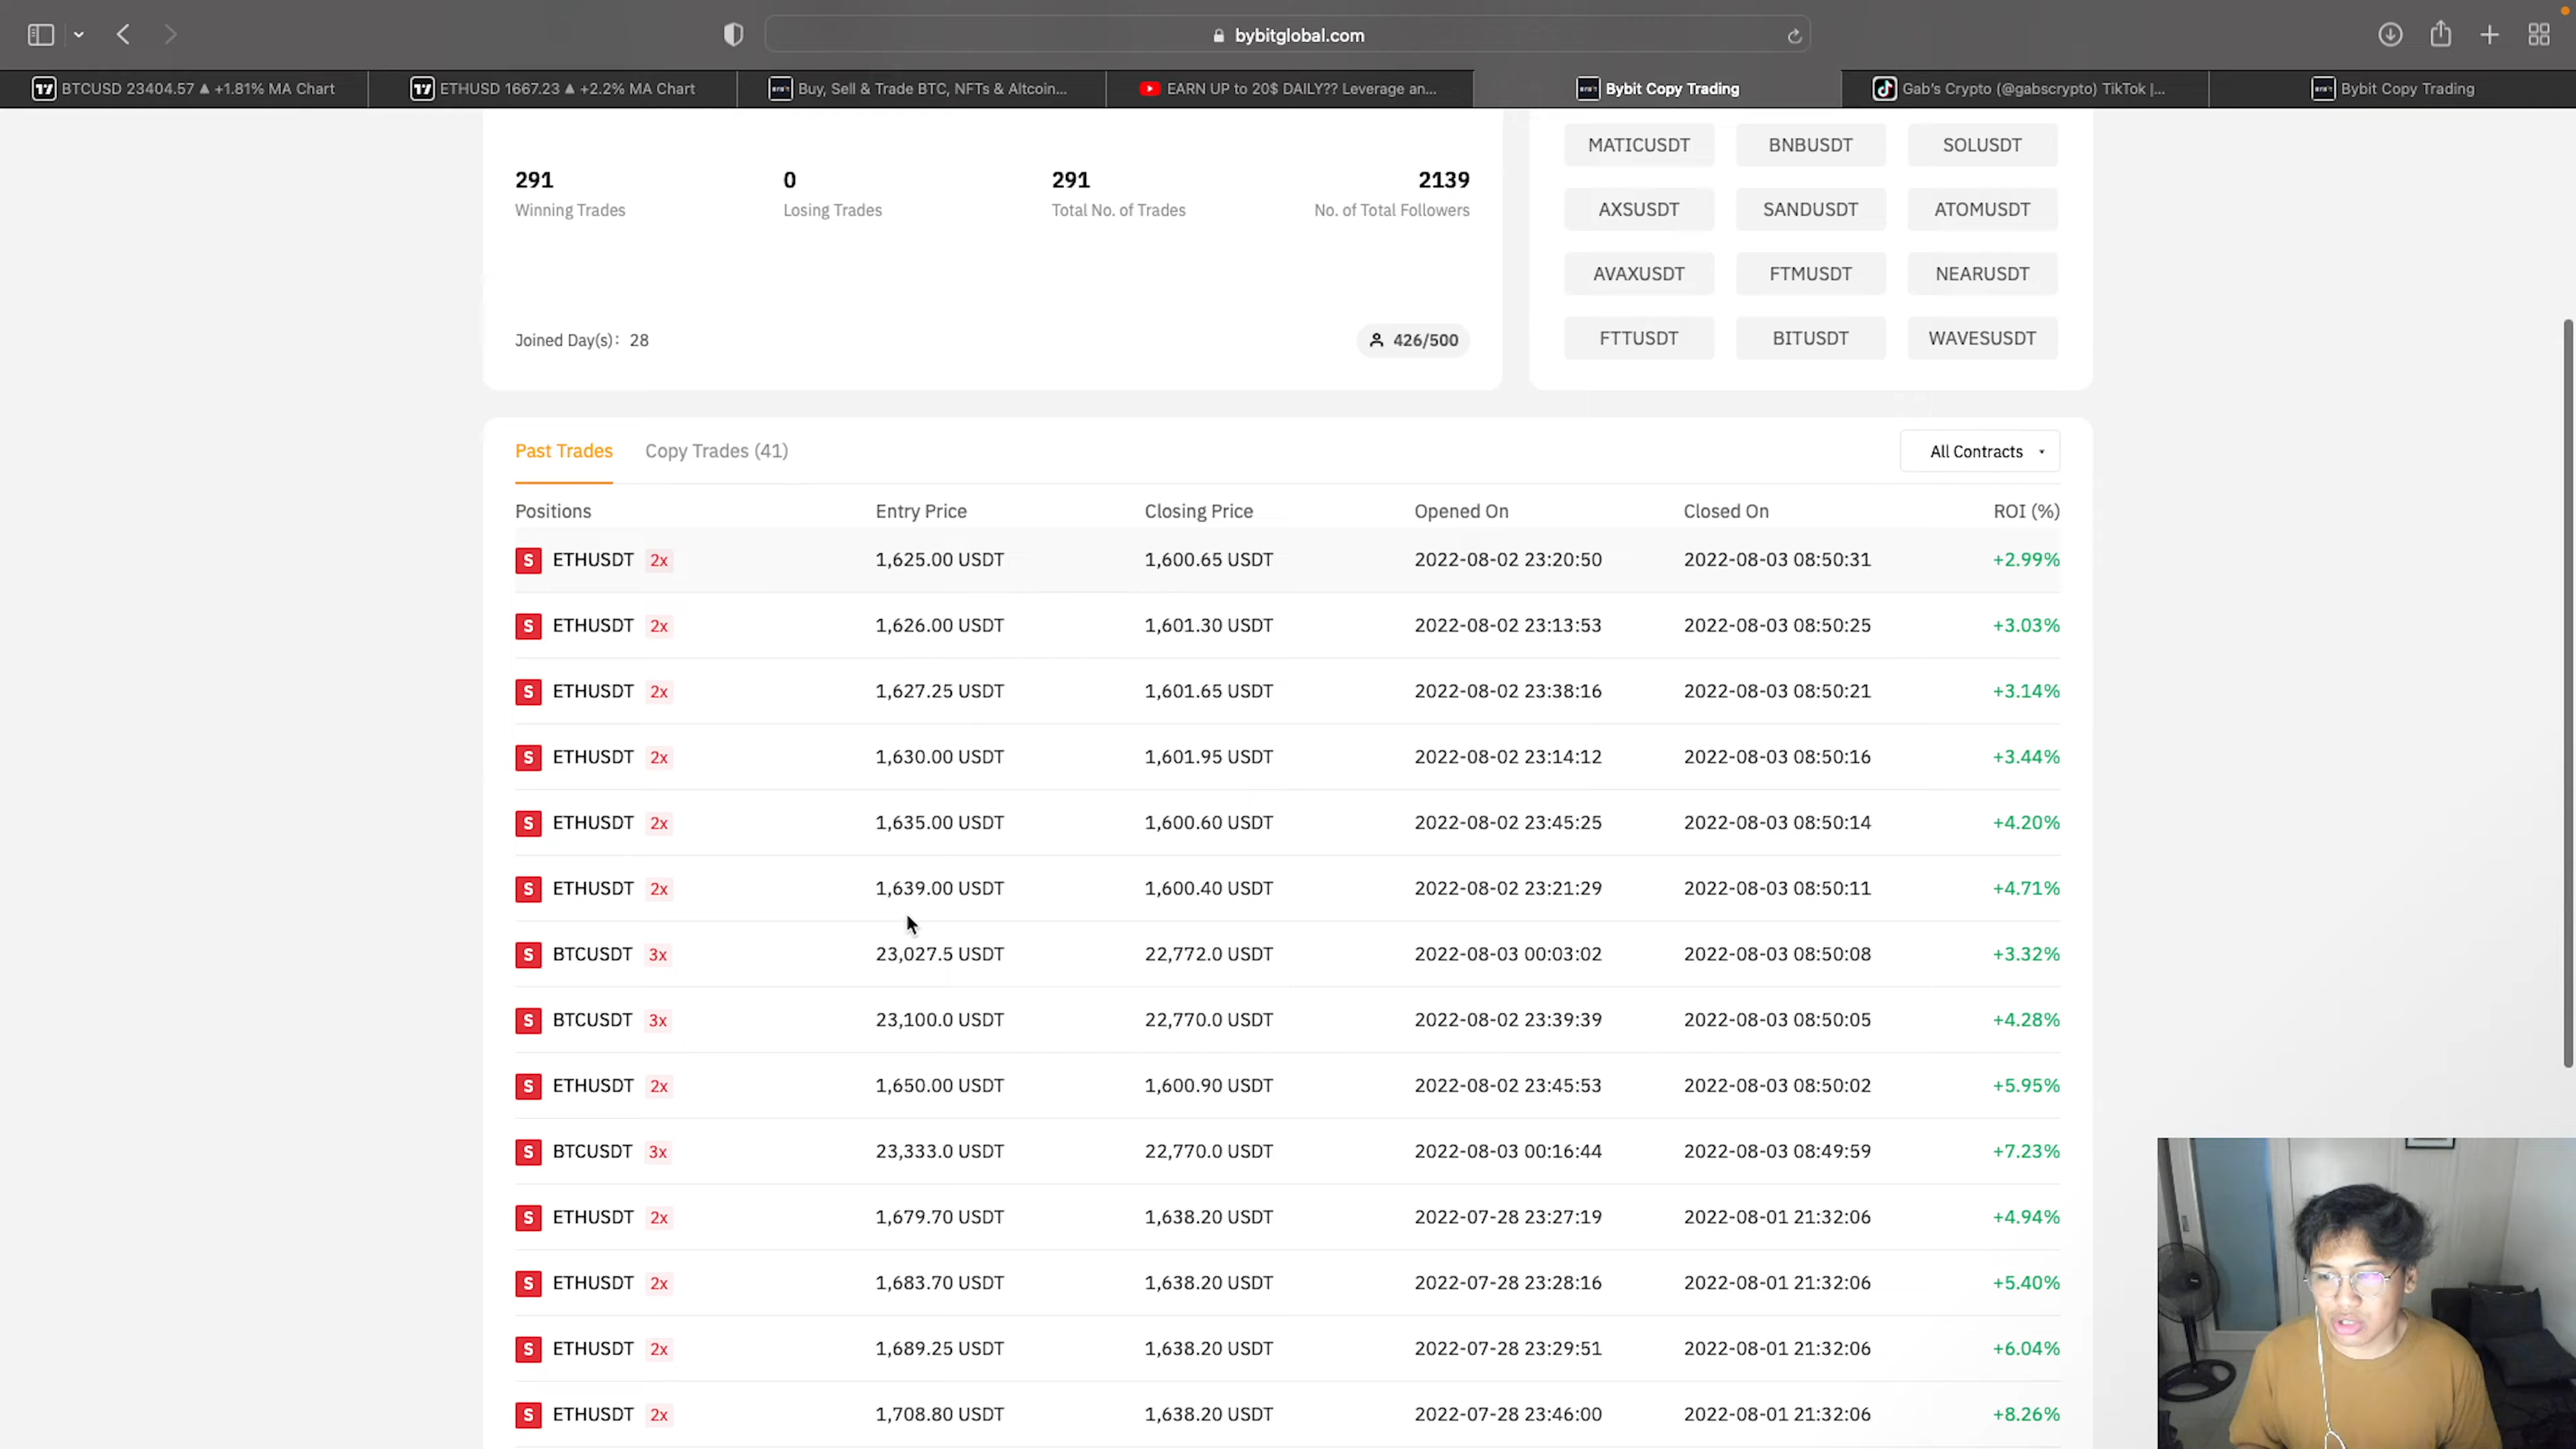 bybitglobal.com
BTCUSD 23404.57 ▲ +1.81% MA Chart
ETHUSD 1667.23 ▲ +2.2% MA Chart
Buy, Sell & Trade BTC, NFTs & Altcoin...
EARN UP to 20$ DAILY?? Leverage an...
Bybit Copy Trading
Gab's Crypto (@gabscrypto) TikTok |...
Bybit Copy Trading
291 0 291 2139
Winning Trades Losing Trades Total No. of Trades No. of Total Followers
Joined Day(s): 28 426/500
MATICUSDT BNBUSDT SOLUSDT
AXSUSDT SANDUSDT ATOMUSDT
AVAXUSDT FTMUSDT NEARUSDT
FTTUSDT BITUSDT WAVESUSDT
Past Trades Copy Trades (41) All Contracts
Positions Entry Price Closing Price Opened On Closed On ROI (%)
S ETHUSDT 2x 1,625.00 USDT 1,600.65 USDT 2022-08-02 23:20:50 2022-08-03 08:50:31 +2.99%
S ETHUSDT 2x 1,626.00 USDT 1,601.30 USDT 2022-08-02 23:13:53 2022-08-03 08:50:25 +3.03%
S ETHUSDT 2x 1,627.25 USDT 1,601.65 USDT 2022-08-02 23:38:16 2022-08-03 08:50:21 +3.14%
S ETHUSDT 2x 1,630.00 USDT 1,601.95 USDT 2022-08-02 23:14:12 2022-08-03 08:50:16 +3.44%
S ETHUSDT 2x 1,635.00 USDT 1,600.60 USDT 2022-08-02 23:45:25 2022-08-03 08:50:14 +4.20%
S ETHUSDT 2x 1,639.00 USDT 1,600.40 USDT 2022-08-02 23:21:29 2022-08-03 08:50:11 +4.71%
S BTCUSDT 3x 23,027.5 USDT 22,772.0 USDT 2022-08-03 00:03:02 2022-08-03 08:50:08 +3.32%
S BTCUSDT 3x 23,100.0 USDT 22,770.0 USDT 2022-08-02 23:39:39 2022-08-03 08:50:05 +4.28%
S ETHUSDT 2x 1,650.00 USDT 1,600.90 USDT 2022-08-02 23:45:53 2022-08-03 08:50:02 +5.95%
S BTCUSDT 3x 23,333.0 USDT 22,770.0 USDT 2022-08-03 00:16:44 2022-08-03 08:49:59 +7.23%
S ETHUSDT 2x 1,679.70 USDT 1,638.20 USDT 2022-07-28 23:27:19 2022-08-01 21:32:06 +4.94%
S ETHUSDT 2x 1,683.70 USDT 1,638.20 USDT 2022-07-28 23:28:16 2022-08-01 21:32:06 +5.40%
S ETHUSDT 2x 1,689.25 USDT 1,638.20 USDT 2022-07-28 23:29:51 2022-08-01 21:32:06 +6.04%
S ETHUSDT 2x 1,708.80 USDT 1,638.20 USDT 2022-07-28 23:46:00 2022-08-01 21:32:06 +8.26%